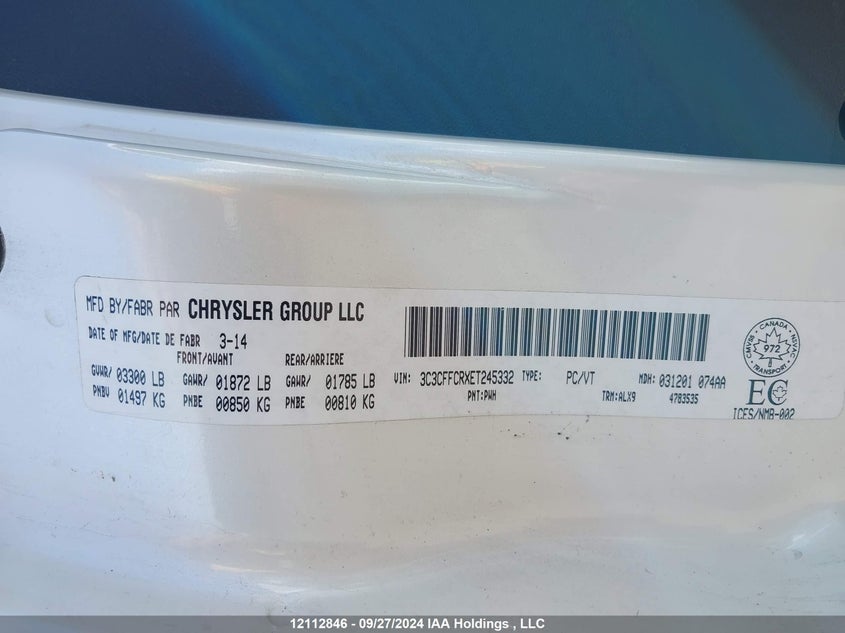 MFD BY/FABR PAR CHRYSLER GROUP LLC
DATE OF MFG/DATE DE FABR 3-14
FRONT/AVANT REAR/ARRIERE
GVWR/ 03300 LB GAWR/ 01872 LB GAWR/ 01785 LB
PNBV 01497 KG PNBE 00850 KG PNBE 00810 KG
VIN: 3C3CFFCRXET245332 TYPE: PC/VT MDH: 031201 074AA
PNT:PWH TRM:ALX9 4783535
CANADA
CMVSS 972 NSVAC
TRANSPORT
EC
ICES/NMB-002
12112846 - 09/27/2024 IAA Holdings , LLC